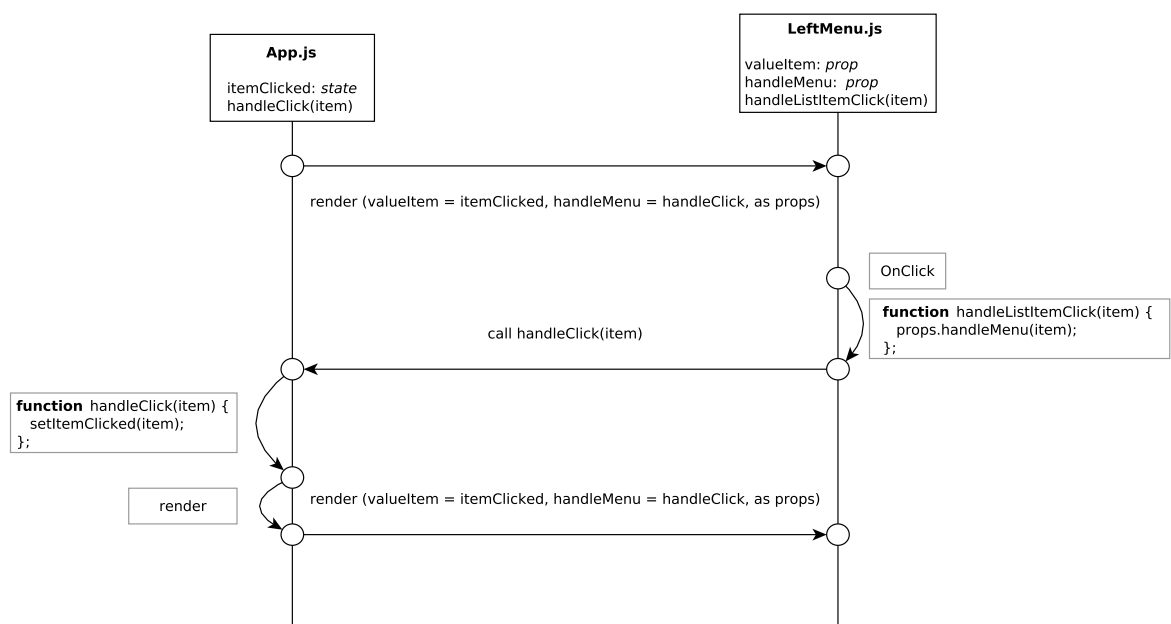 App.js
itemClicked: state
handleClick(item)
LeftMenu.js
valueItem: prop
handleMenu: prop
handleListItemClick(item)
render (valueItem = itemClicked, handleMenu = handleClick, as props)
OnClick
function handleListItemClick(item) {
props.handleMenu(item);
};
call handleClick(item)
function handleClick(item) {
setItemClicked(item);
};
render
render (valueItem = itemClicked, handleMenu = handleClick, as props)